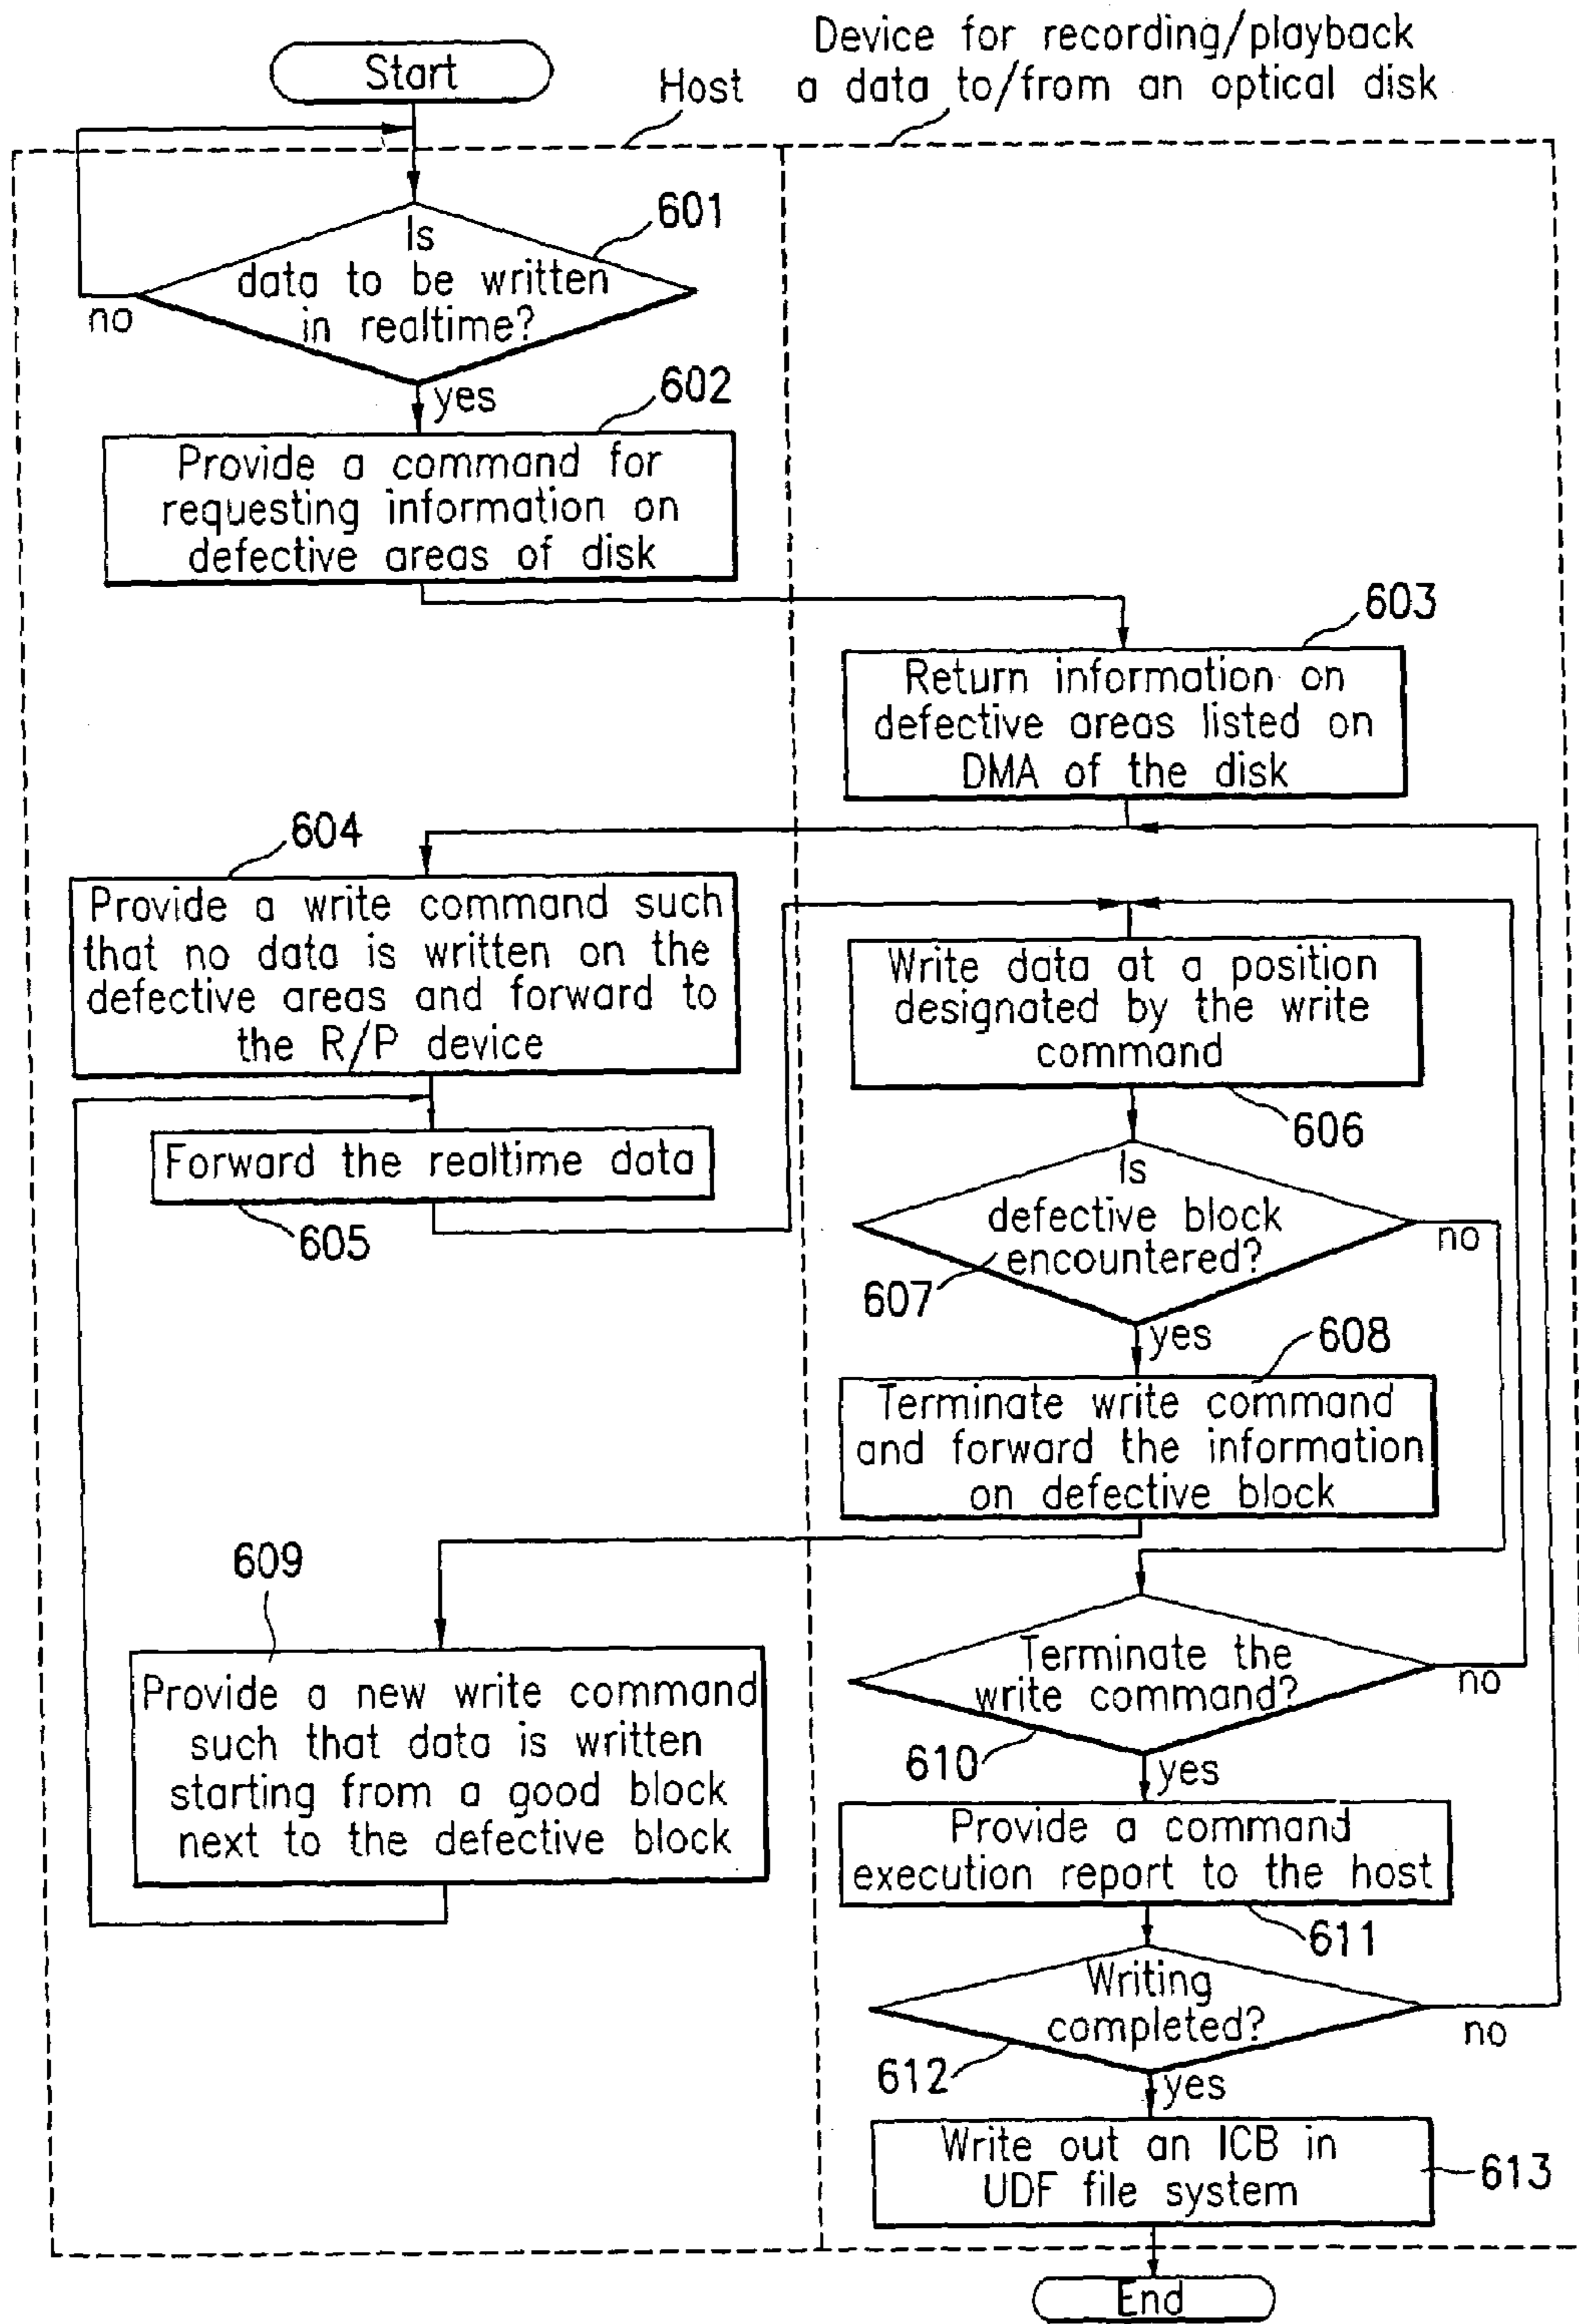 Start
Device for recording/playback
Host a data to/from an optical disk
601
Is
data to be written
in realtime?
no
yes
602
Provide a command for
requesting information on
defective areas of disk
603
Return information on
defective areas listed on
DMA of the disk
604
Provide a write command such
that no data is written on the
defective areas and forward to
the R/P device
Forward the realtime data
605
Write data at a position
designated by the write
command
606
Is
defective block
encountered?
no
607
yes
608
Terminate write command
and forward the information
on defective block
609
Provide a new write command
such that data is written
starting from a good block
next to the defective block
Terminate the
write command?
no
610
yes
Provide a command
execution report to the host
611
Writing
completed?
no
612
yes
Write out an ICB in
UDF file system
613
End